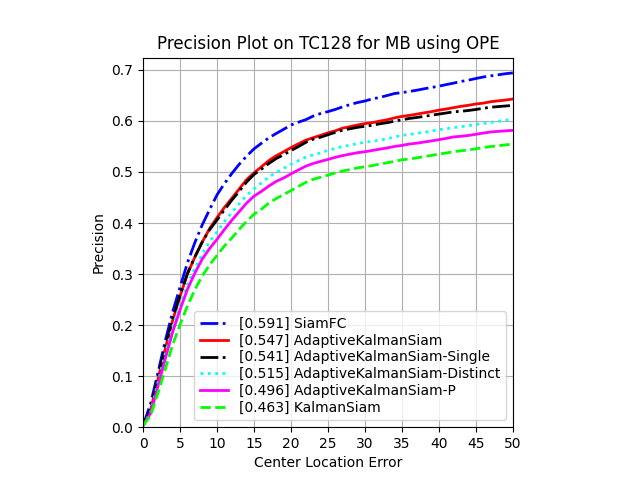 Precision Plot on TC128 for MB using OPE
Precision
0.7
0.6
0.5
0.4
0.3
0.2
0.1
0.0
[0.591] SiamFC
[0.547] AdaptiveKalmanSiam
[0.541] AdaptiveKalmanSiam-Single
[0.515] AdaptiveKalmanSiam-Distinct
[0.496] AdaptiveKalmanSiam-P
[0.463] KalmanSiam
0 5 10 15 20 25 30 35 40 45 50
Center Location Error